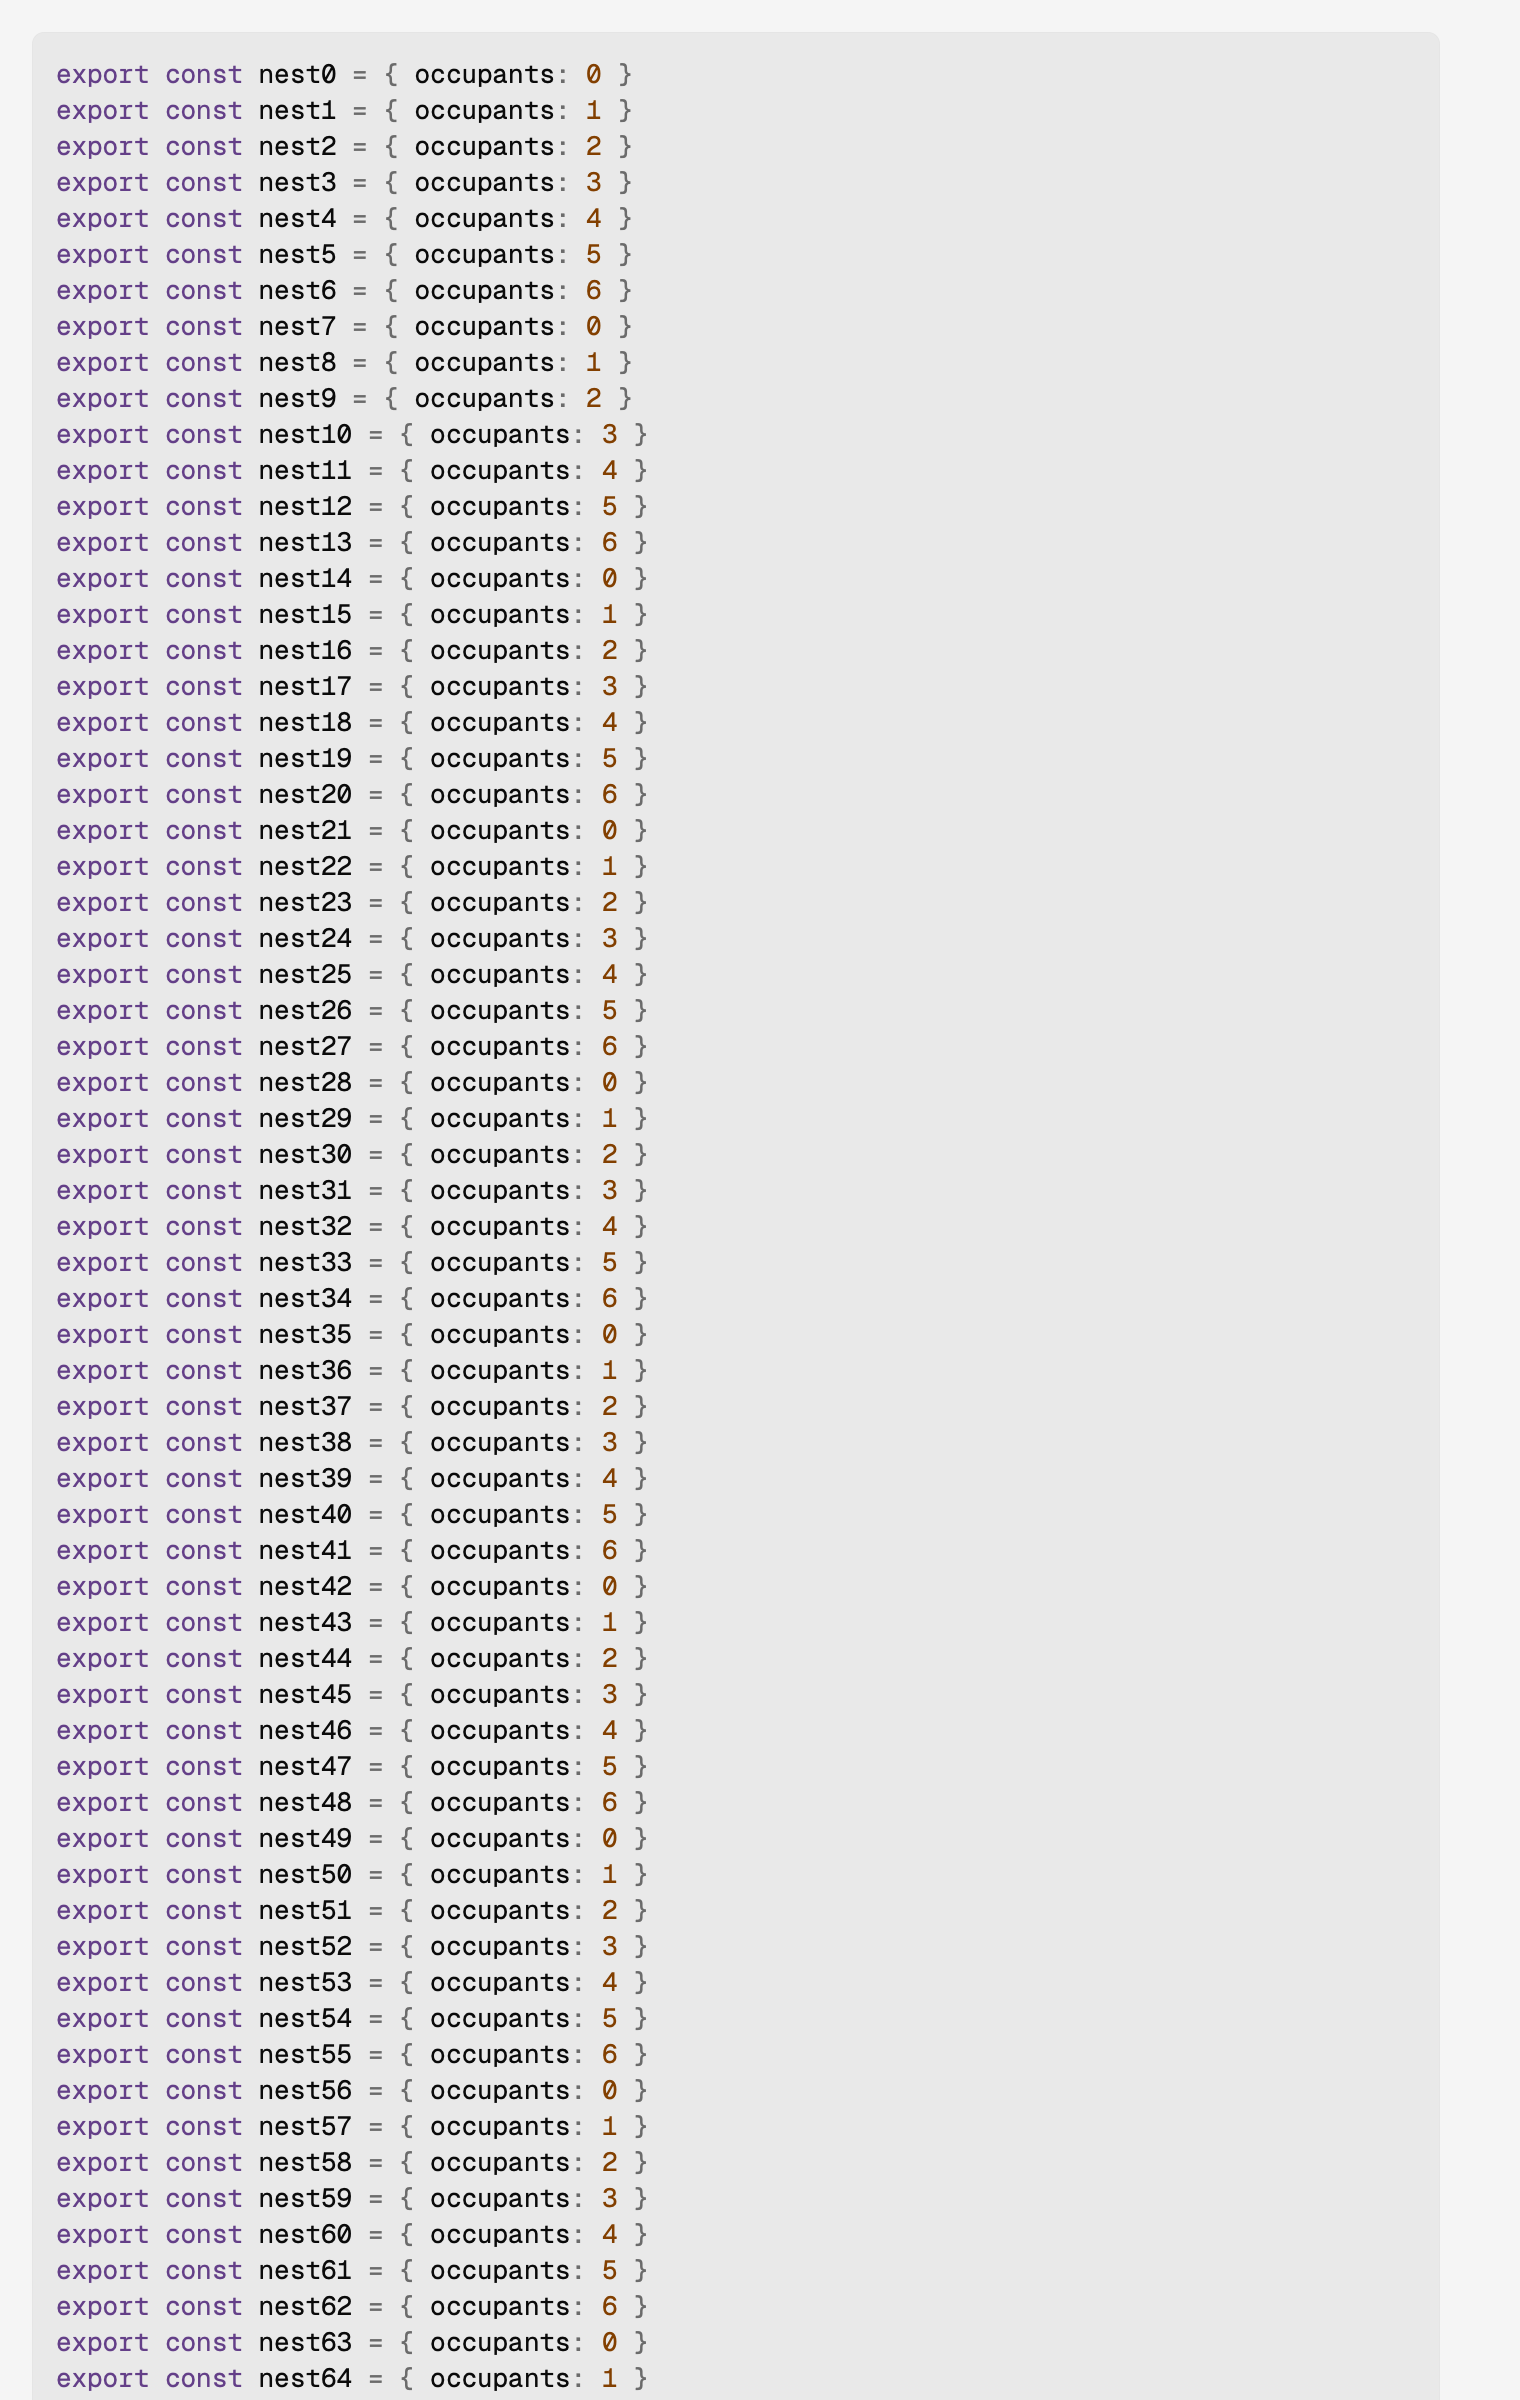 export const nest0 = { occupants: 0 }
export const nest1 = { occupants: 1 }
export const nest2 = { occupants: 2 }
export const nest3 = { occupants: 3 }
export const nest4 = { occupants: 4 }
export const nest5 = { occupants: 5 }
export const nest6 = { occupants: 6 }
export const nest7 = { occupants: 0 }
export const nest8 = { occupants: 1 }
export const nest9 = { occupants: 2 }
export const nest10 = { occupants: 3 }
export const nest11 = { occupants: 4 }
export const nest12 = { occupants: 5 }
export const nest13 = { occupants: 6 }
export const nest14 = { occupants: 0 }
export const nest15 = { occupants: 1 }
export const nest16 = { occupants: 2 }
export const nest17 = { occupants: 3 }
export const nest18 = { occupants: 4 }
export const nest19 = { occupants: 5 }
export const nest20 = { occupants: 6 }
export const nest21 = { occupants: 0 }
export const nest22 = { occupants: 1 }
export const nest23 = { occupants: 2 }
export const nest24 = { occupants: 3 }
export const nest25 = { occupants: 4 }
export const nest26 = { occupants: 5 }
export const nest27 = { occupants: 6 }
export const nest28 = { occupants: 0 }
export const nest29 = { occupants: 1 }
export const nest30 = { occupants: 2 }
export const nest31 = { occupants: 3 }
export const nest32 = { occupants: 4 }
export const nest33 = { occupants: 5 }
export const nest34 = { occupants: 6 }
export const nest35 = { occupants: 0 }
export const nest36 = { occupants: 1 }
export const nest37 = { occupants: 2 }
export const nest38 = { occupants: 3 }
export const nest39 = { occupants: 4 }
export const nest40 = { occupants: 5 }
export const nest41 = { occupants: 6 }
export const nest42 = { occupants: 0 }
export const nest43 = { occupants: 1 }
export const nest44 = { occupants: 2 }
export const nest45 = { occupants: 3 }
export const nest46 = { occupants: 4 }
export const nest47 = { occupants: 5 }
export const nest48 = { occupants: 6 }
export const nest49 = { occupants: 0 }
export const nest50 = { occupants: 1 }
export const nest51 = { occupants: 2 }
export const nest52 = { occupants: 3 }
export const nest53 = { occupants: 4 }
export const nest54 = { occupants: 5 }
export const nest55 = { occupants: 6 }
export const nest56 = { occupants: 0 }
export const nest57 = { occupants: 1 }
export const nest58 = { occupants: 2 }
export const nest59 = { occupants: 3 }
export const nest60 = { occupants: 4 }
export const nest61 = { occupants: 5 }
export const nest62 = { occupants: 6 }
export const nest63 = { occupants: 0 }
export const nest64 = { occupants: 1 }